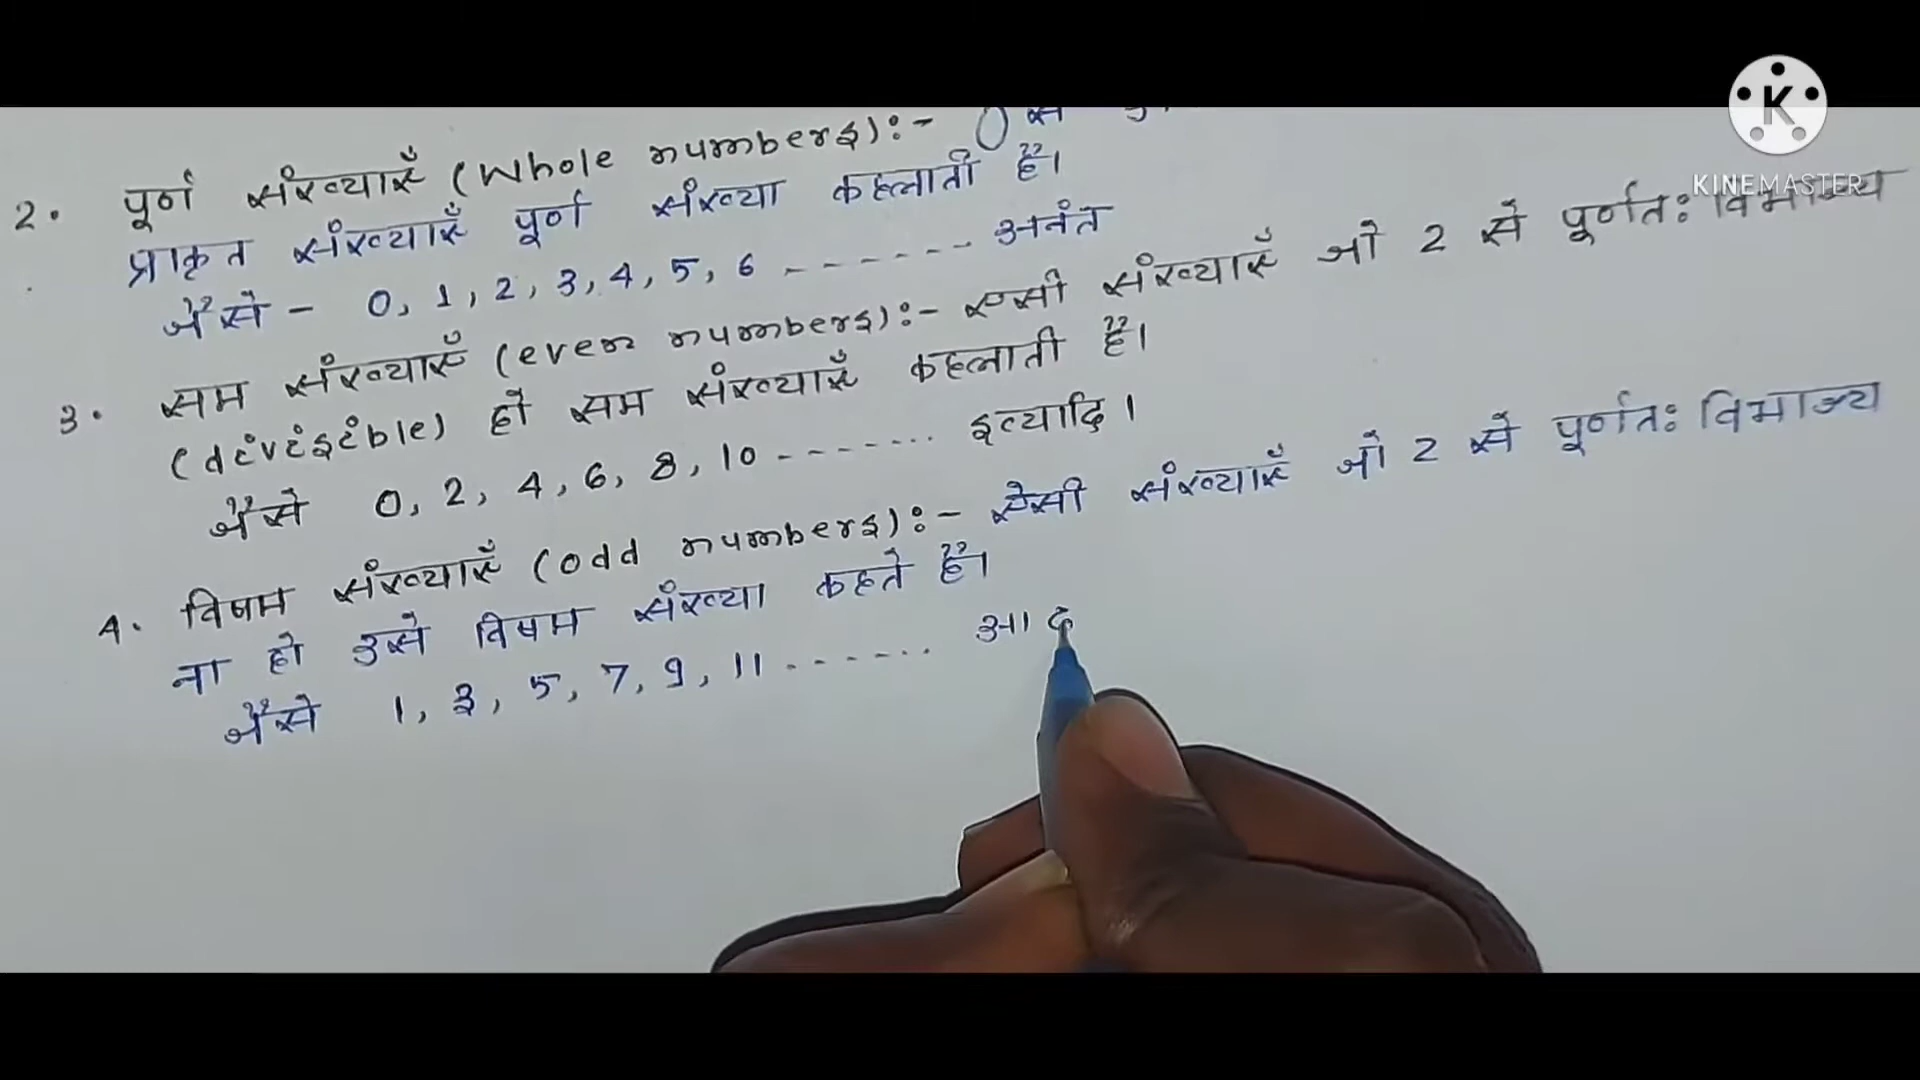 K
KINEMASTER
2. पूर्ण संख्याएँ (Whole numbers):- 0 से
प्राकृत संख्याएँ पूर्ण संख्या कहलाती हैं।
जैसे - 0, 1, 2, 3, 4, 5, 6 ------- अनंत
3. सम संख्याएँ (even numbers):- एसी संख्याएँ जो 2 से पूर्णतः विभाज्य
(divisible) हो सम संख्याएँ कहलाती हैं।
जैसे 0, 2, 4, 6, 8, 10 -------- इत्यादि।
4. विषम संख्याएँ (odd numbers):- ऐसी संख्याएँ जो 2 से पूर्णतः विभाज्य
ना हो उसे विषम संख्या कहते हैं।
जैसे 1, 3, 5, 7, 9, 11 ------- आद